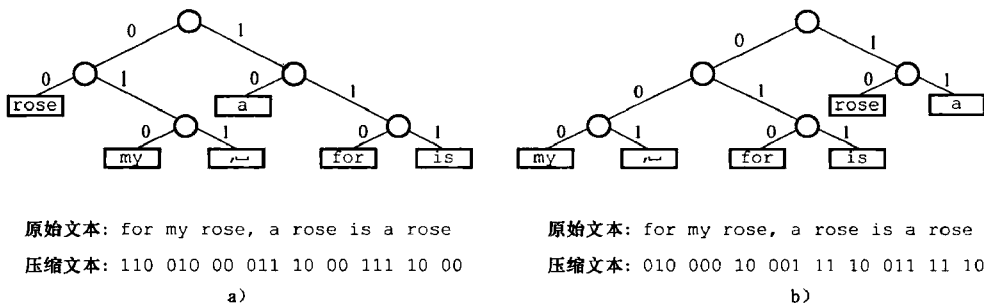 0 1
0 1 0 1
rose a
0 1 0 1
my ,␣ for is
原始文本: for my rose, a rose is a rose
压缩文本: 110 010 00 011 10 00 111 10 00
a)
0 1
0 1 0 1
rose a
0 1 0 1
my ,␣ for is
原始文本: for my rose, a rose is a rose
压缩文本: 010 000 10 001 11 10 011 11 10
b)